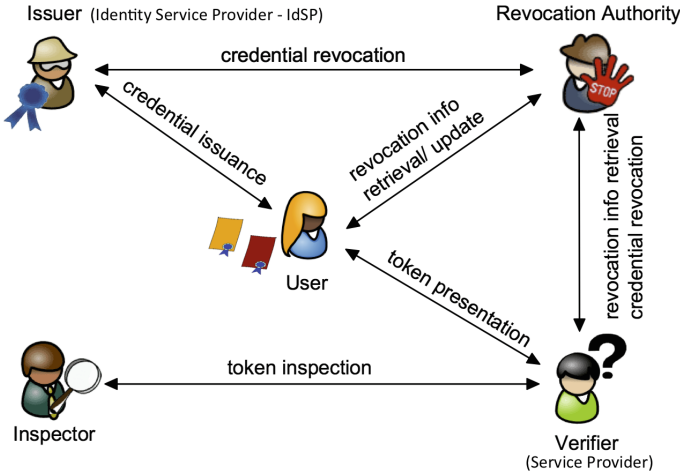 Issuer (Identity Service Provider - IdSP)
Revocation Authority
credential revocation
STOP
credential issuance
revocation info
retrieval/ update
revocation info retrieval
credential revocation
User
token presentation
token inspection
Inspector
Verifier
(Service Provider)
?